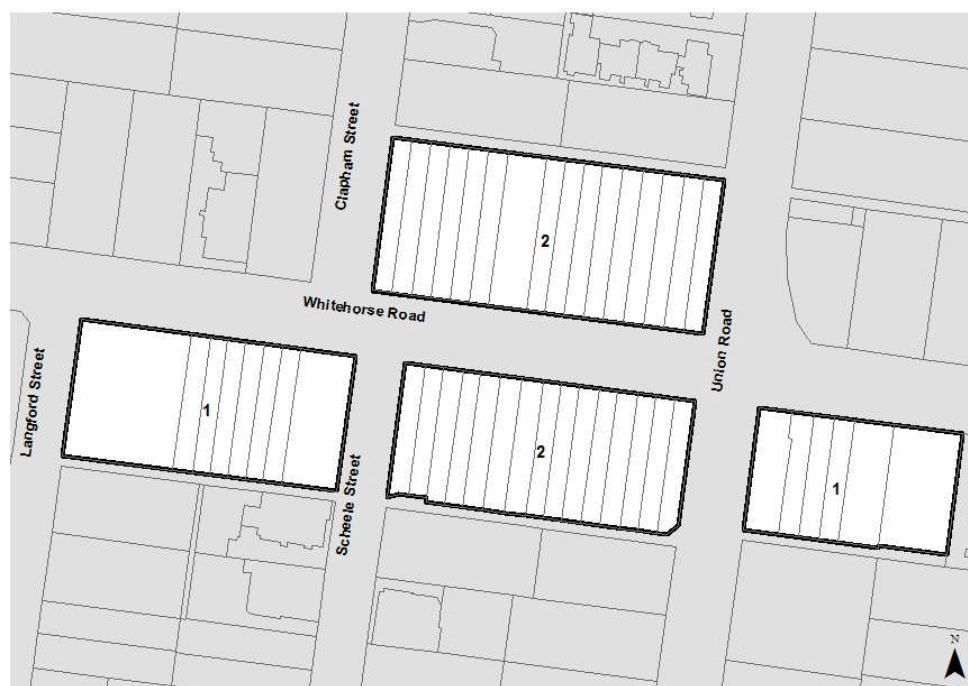 Clapham Street
2
Whitehorse Road
Union Road
Langford Street
1
Scheele Street
2
1
N